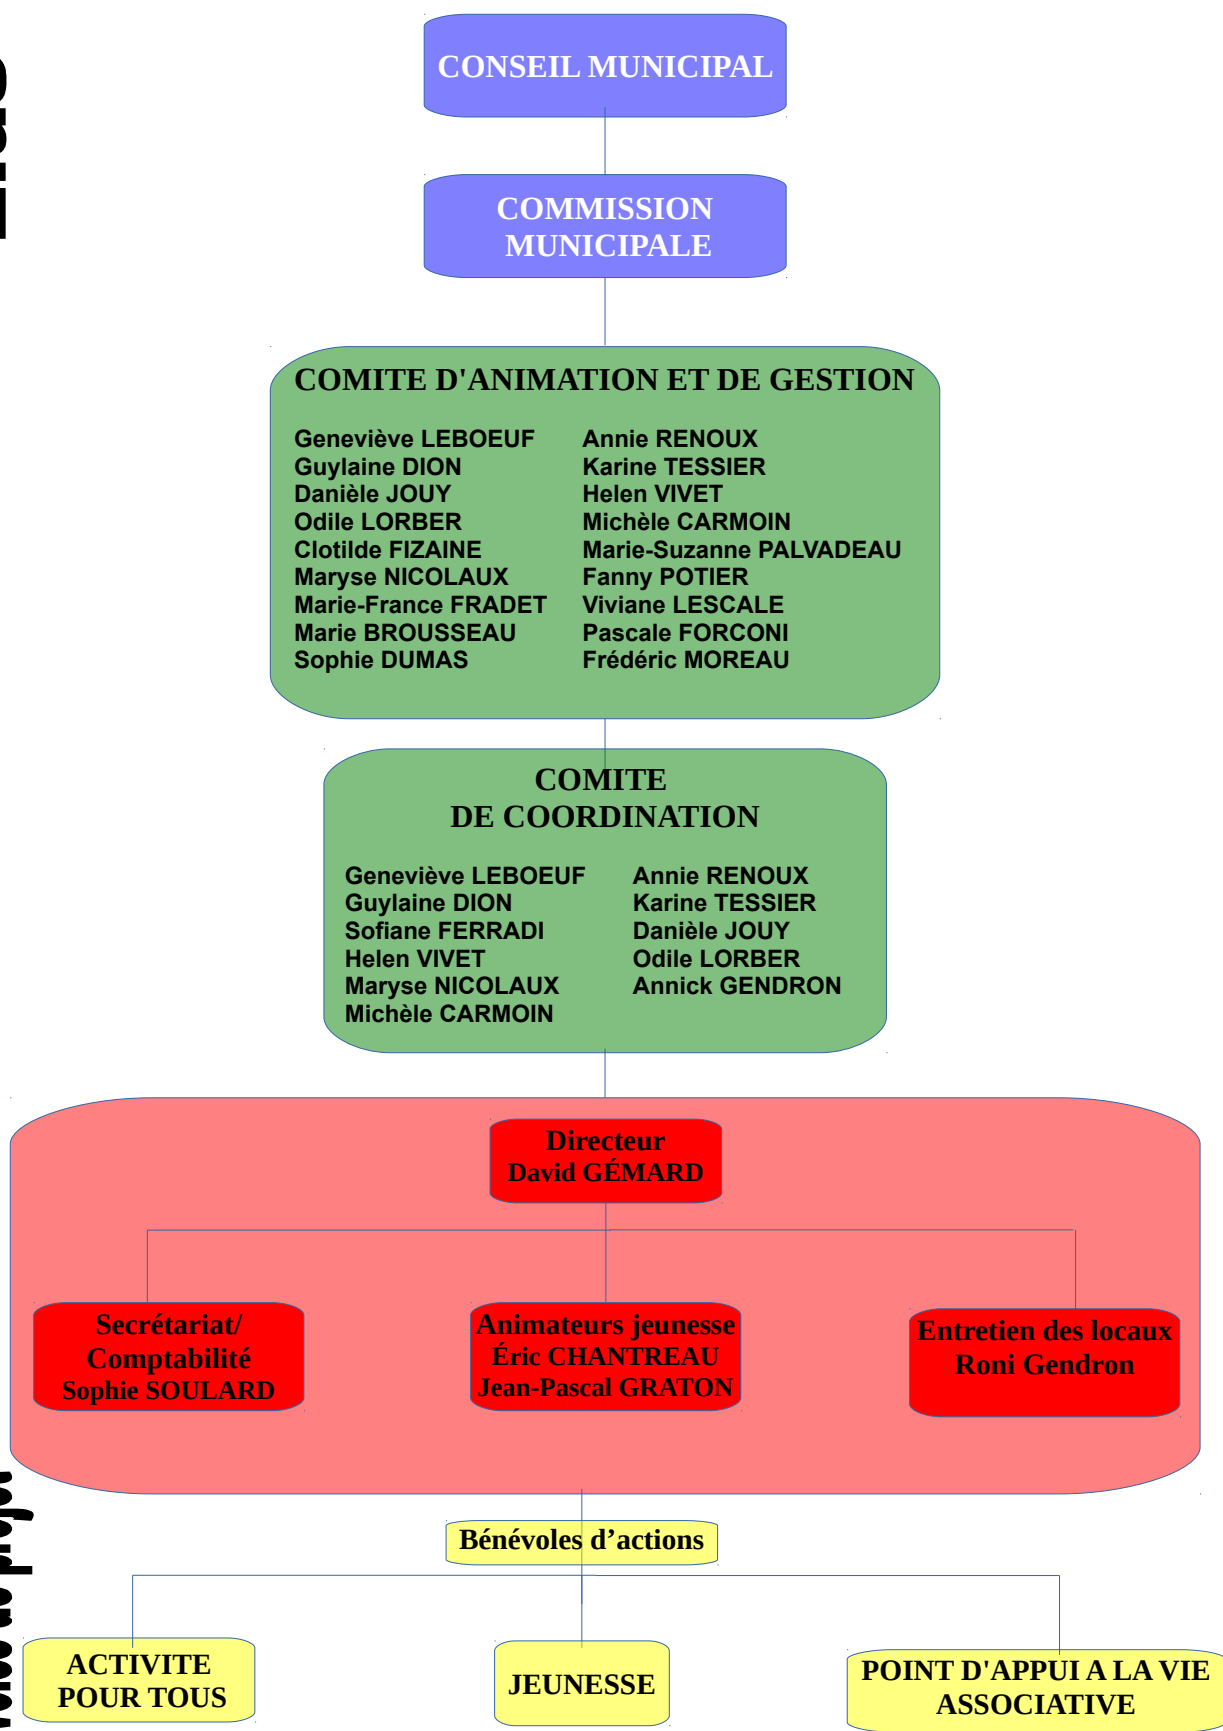 CONSEIL MUNICIPAL
COMMISSION
MUNICIPALE
COMITE D'ANIMATION ET DE GESTION
Geneviève LEBOEUF
Guylaine DION
Danièle JOUY
Odile LORBER
Clotilde FIZAINE
Maryse NICOLAUX
Marie-France FRADET
Marie BROUSSEAU
Sophie DUMAS
Annie RENOUX
Karine TESSIER
Helen VIVET
Michèle CARMOIN
Marie-Suzanne PALVADEAU
Fanny POTIER
Viviane LESCALE
Pascale FORCONI
Frédéric MOREAU
COMITE
DE COORDINATION
Geneviève LEBOEUF
Guylaine DION
Sofiane FERRADI
Helen VIVET
Maryse NICOLAUX
Michèle CARMOIN
Annie RENOUX
Karine TESSIER
Danièle JOUY
Odile LORBER
Annick GENDRON
Directeur
David GÉMARD
Secrétariat/
Comptabilité
Sophie SOULARD
Animateurs jeunesse
Éric CHANTREAU
Jean-Pascal GRATON
Entretien des locaux
Roni Gendron
Bénévoles d’actions
ACTIVITE
POUR TOUS
JEUNESSE
POINT D'APPUI A LA VIE
ASSOCIATIVE